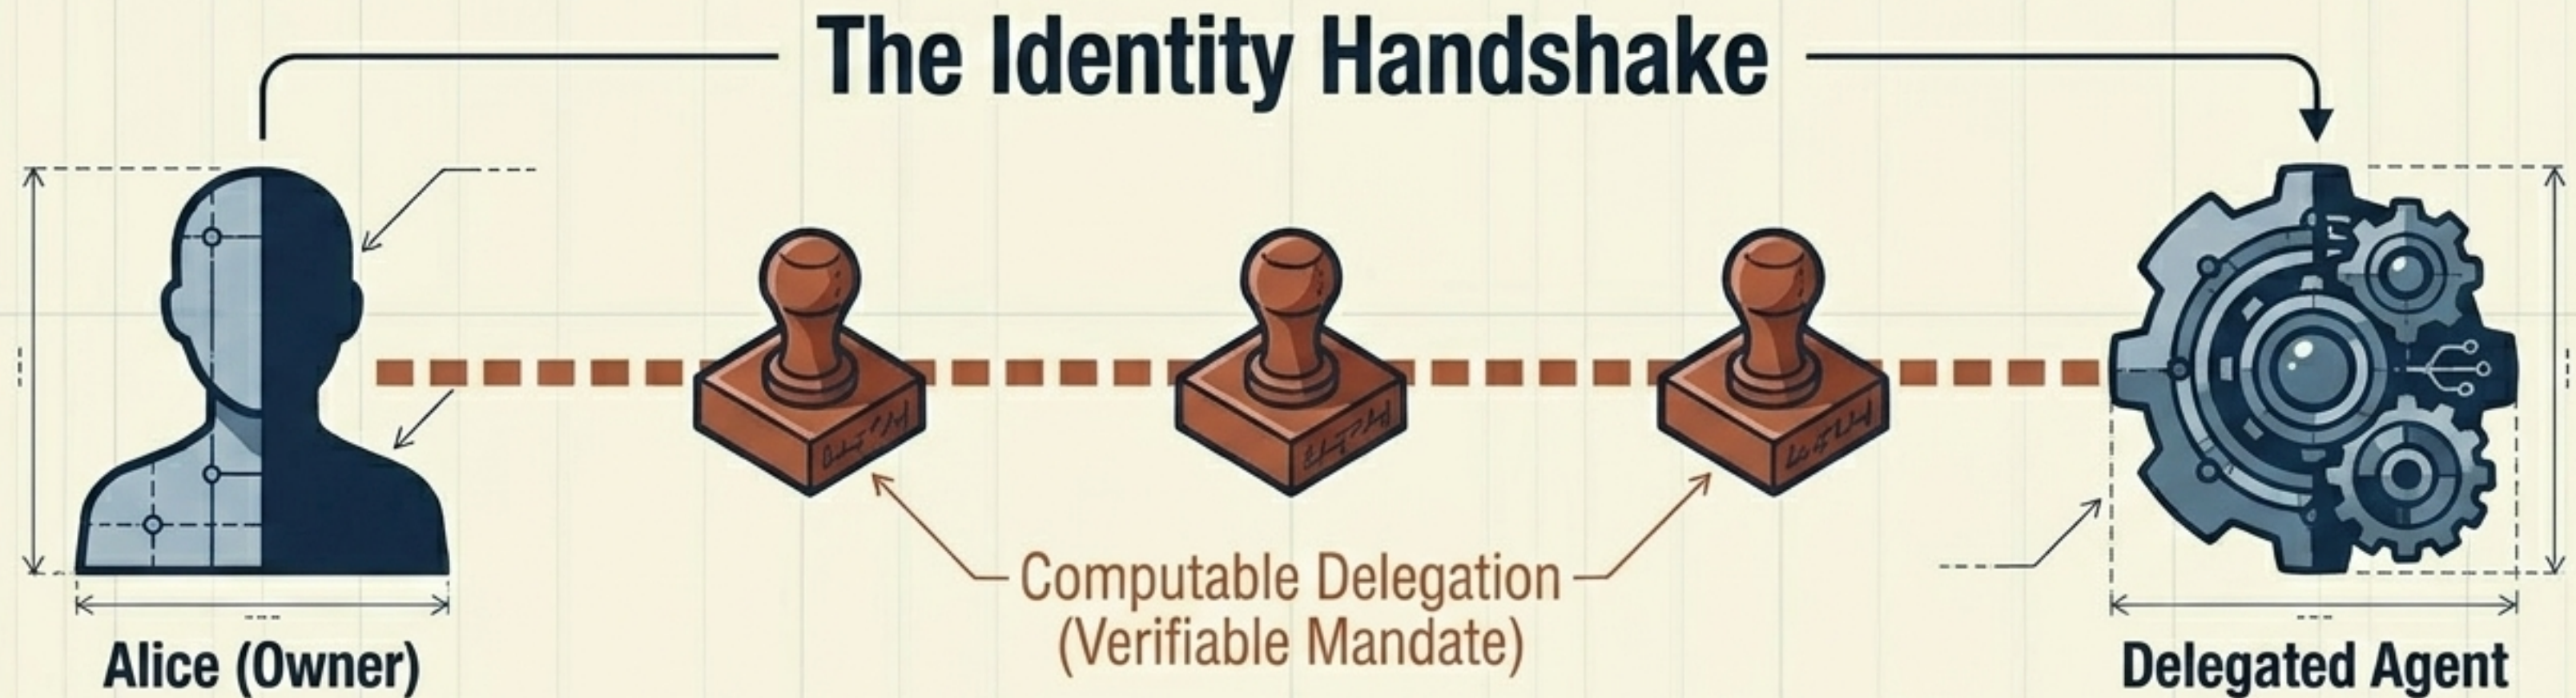 The Identity Handshake
Computable Delegation
(Verifiable Mandate)
Alice (Owner)
Delegated Agent